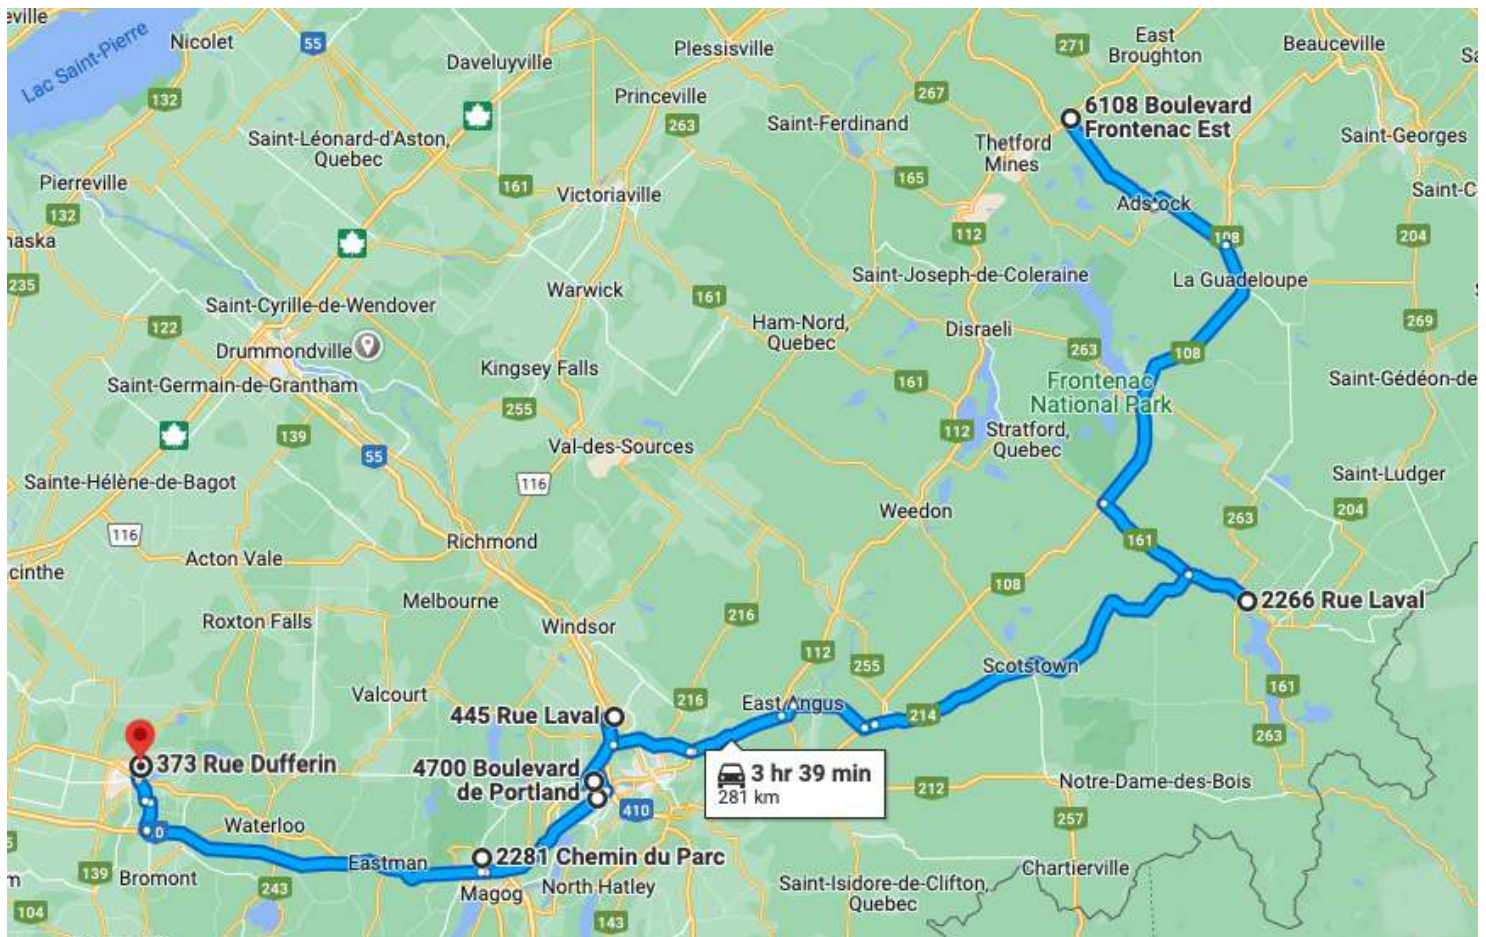 eville
Nicolet
55
Daveluyville
Plessisville
271
East
Broughton
Beauceville
Lac Saint-Pierre
132
Princeville
267
6108 Boulevard
Frontenac Est
263
Saint-Ferdinand
Saint-Georges
Saint-Léonard-d'Aston,
Quebec
Thetford
Mines
Pierreville
161
Victoriaville
165
Saint-C
132
Adstock
naska
112
108
204
235
Saint-Joseph-de-Coleraine
La Guadeloupe
Warwick
161
Saint-Cyrille-de-Wendover
122
Ham-Nord,
Quebec
Disraeli
269
Drummondville
263
108
Kingsey Falls
Saint-Germain-de-Grantham
161
Frontenac
National Park
Saint-Gédéon-de
255
139
112
Stratford,
Quebec
55
Val-des-Sources
Sainte-Hélène-de-Bagot
116
Saint-Ludger
Weedon
263
204
116
Richmond
161
Acton Vale
cinthe
108
Melbourne
2266 Rue Laval
Roxton Falls
216
Windsor
112
255
Scotstown
Valcourt
216
161
East Angus
445 Rue Laval
214
263
373 Rue Dufferin
4700 Boulevard
de Portland
3 hr 39 min
281 km
Notre-Dame-des-Bois
212
410
257
Waterloo
0
Eastman
2281 Chemin du Parc
Chartierville
139
Bromont
243
Magog
North Hatley
Saint-Isidore-de-Clifton,
Quebec
m
104
143